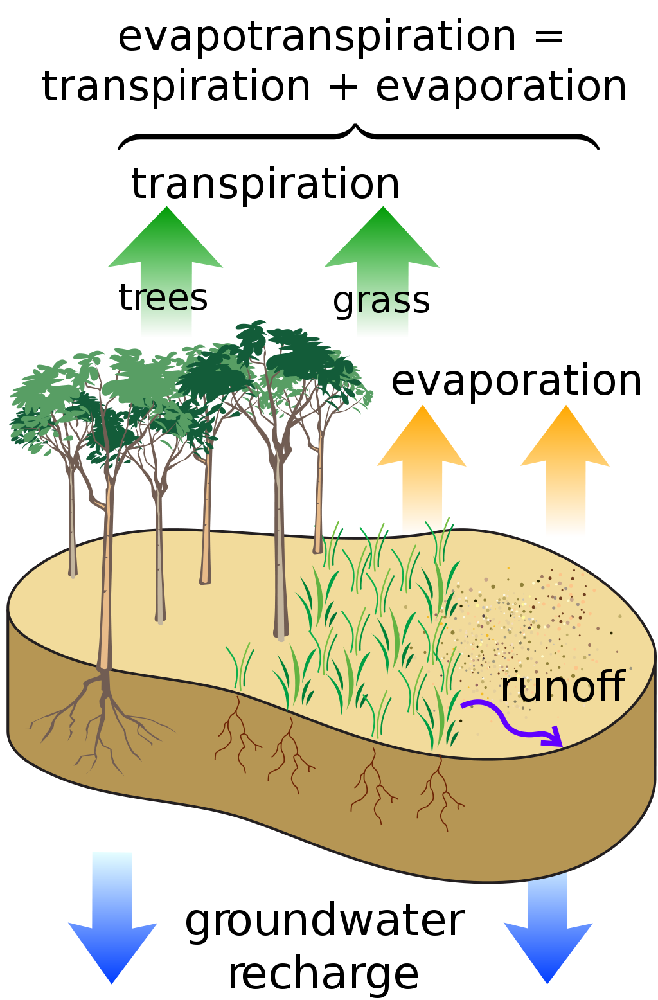 evapotranspiration =
transpiration + evaporation
transpiration
trees
grass
evaporation
runoff
groundwater
recharge